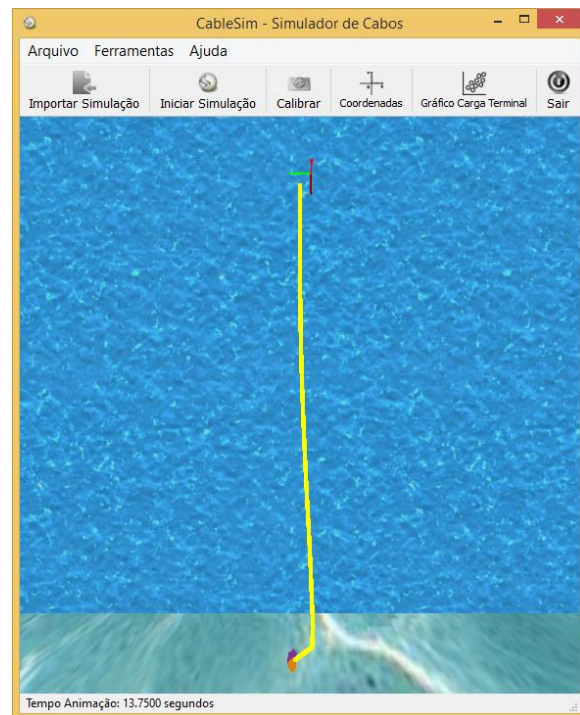 CableSim - Simulador de Cabos
Arquivo Ferramentas Ajuda
Importar Simulação Iniciar Simulação Calibrar Coordenadas Gráfico Carga Terminal Sair
Tempo Animação: 13.7500 segundos